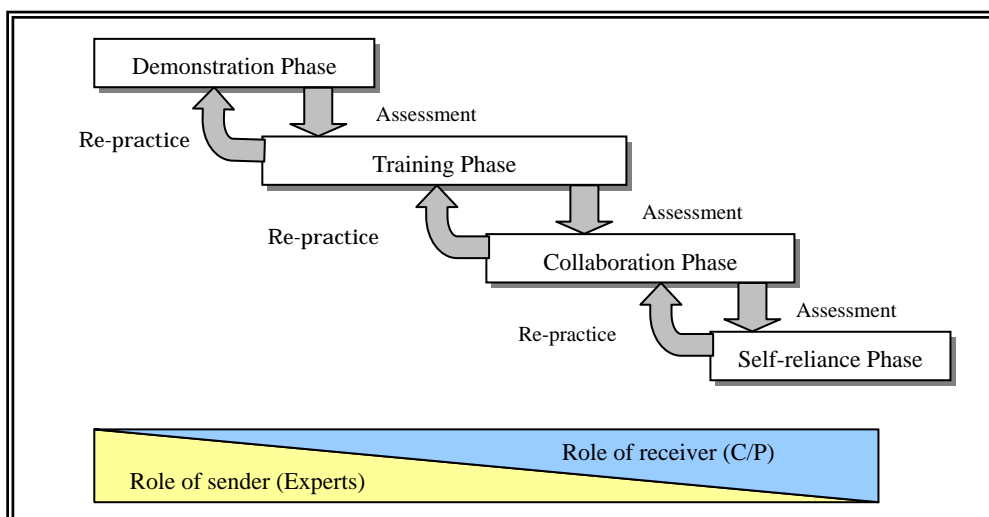 Demonstration Phase
Assessment
Re-practice
Training Phase
Assessment
Re-practice
Collaboration Phase
Assessment
Re-practice
Self-reliance Phase
Role of receiver (C/P)
Role of sender (Experts)